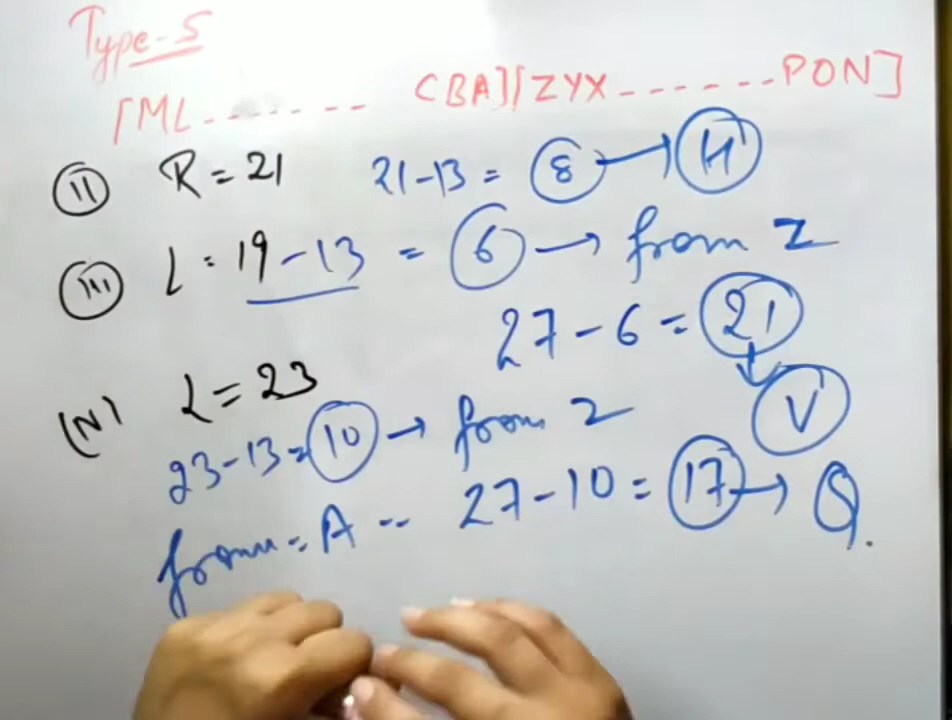 Type-5
[ML------- CBA][ZYX------PON]
(II) R = 21 21-13 = 8 → H
(III) L = 19-13 = 6 → from Z
27-6 = 21
↓
V
(IV) L = 23
23-13 = 10 → from Z
from = A -- 27-10 = 17 → Q.